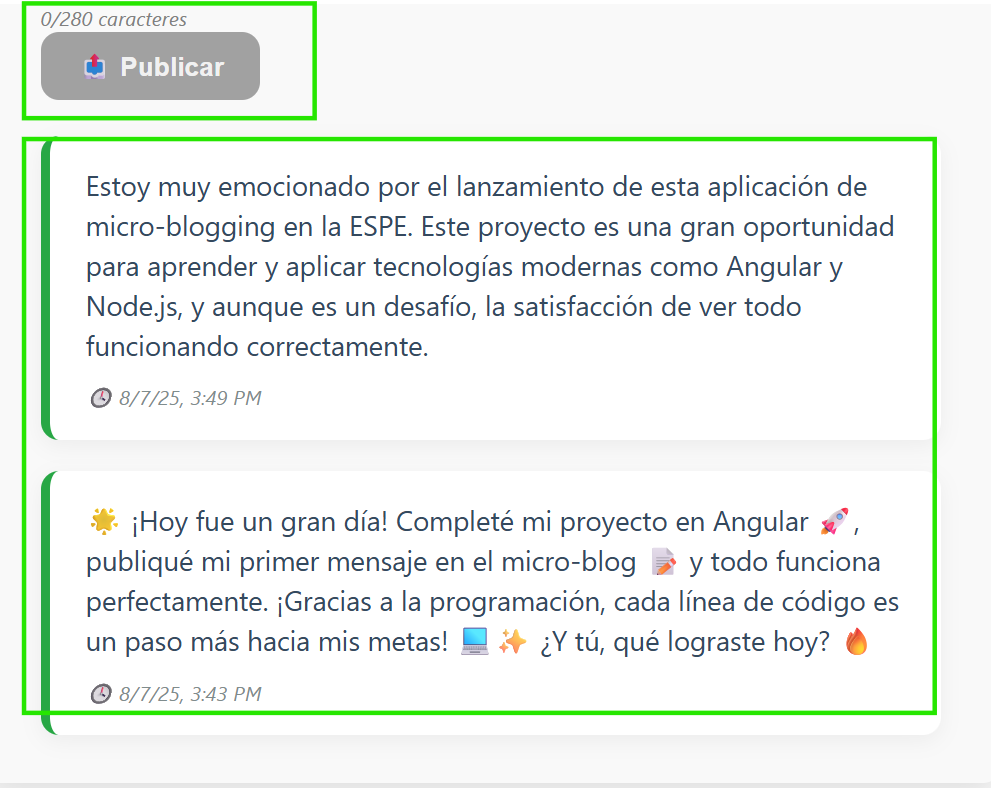 0/280 caracteres
📤 Publicar
Estoy muy emocionado por el lanzamiento de esta aplicación de
micro-blogging en la ESPE. Este proyecto es una gran oportunidad
para aprender y aplicar tecnologías modernas como Angular y
Node.js, y aunque es un desafío, la satisfacción de ver todo
funcionando correctamente.
🕒 8/7/25, 3:49 PM
🌟 ¡Hoy fue un gran día! Completé mi proyecto en Angular 🚀,
publiqué mi primer mensaje en el micro-blog 📝 y todo funciona
perfectamente. ¡Gracias a la programación, cada línea de código es
un paso más hacia mis metas! 💻✨ ¿Y tú, qué lograste hoy? 🔥
🕒 8/7/25, 3:43 PM